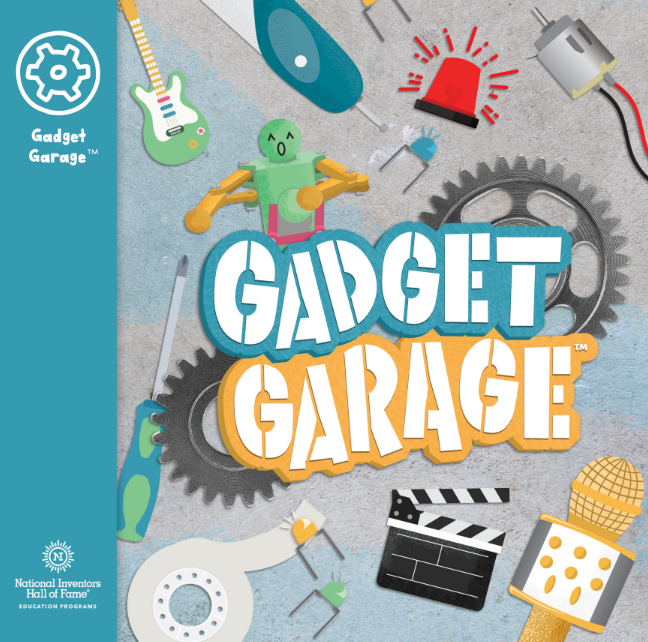 Gadget
Garage™
GADGET
GARAGE™
N
National Inventors
Hall of Fame®
EDUCATION PROGRAMS